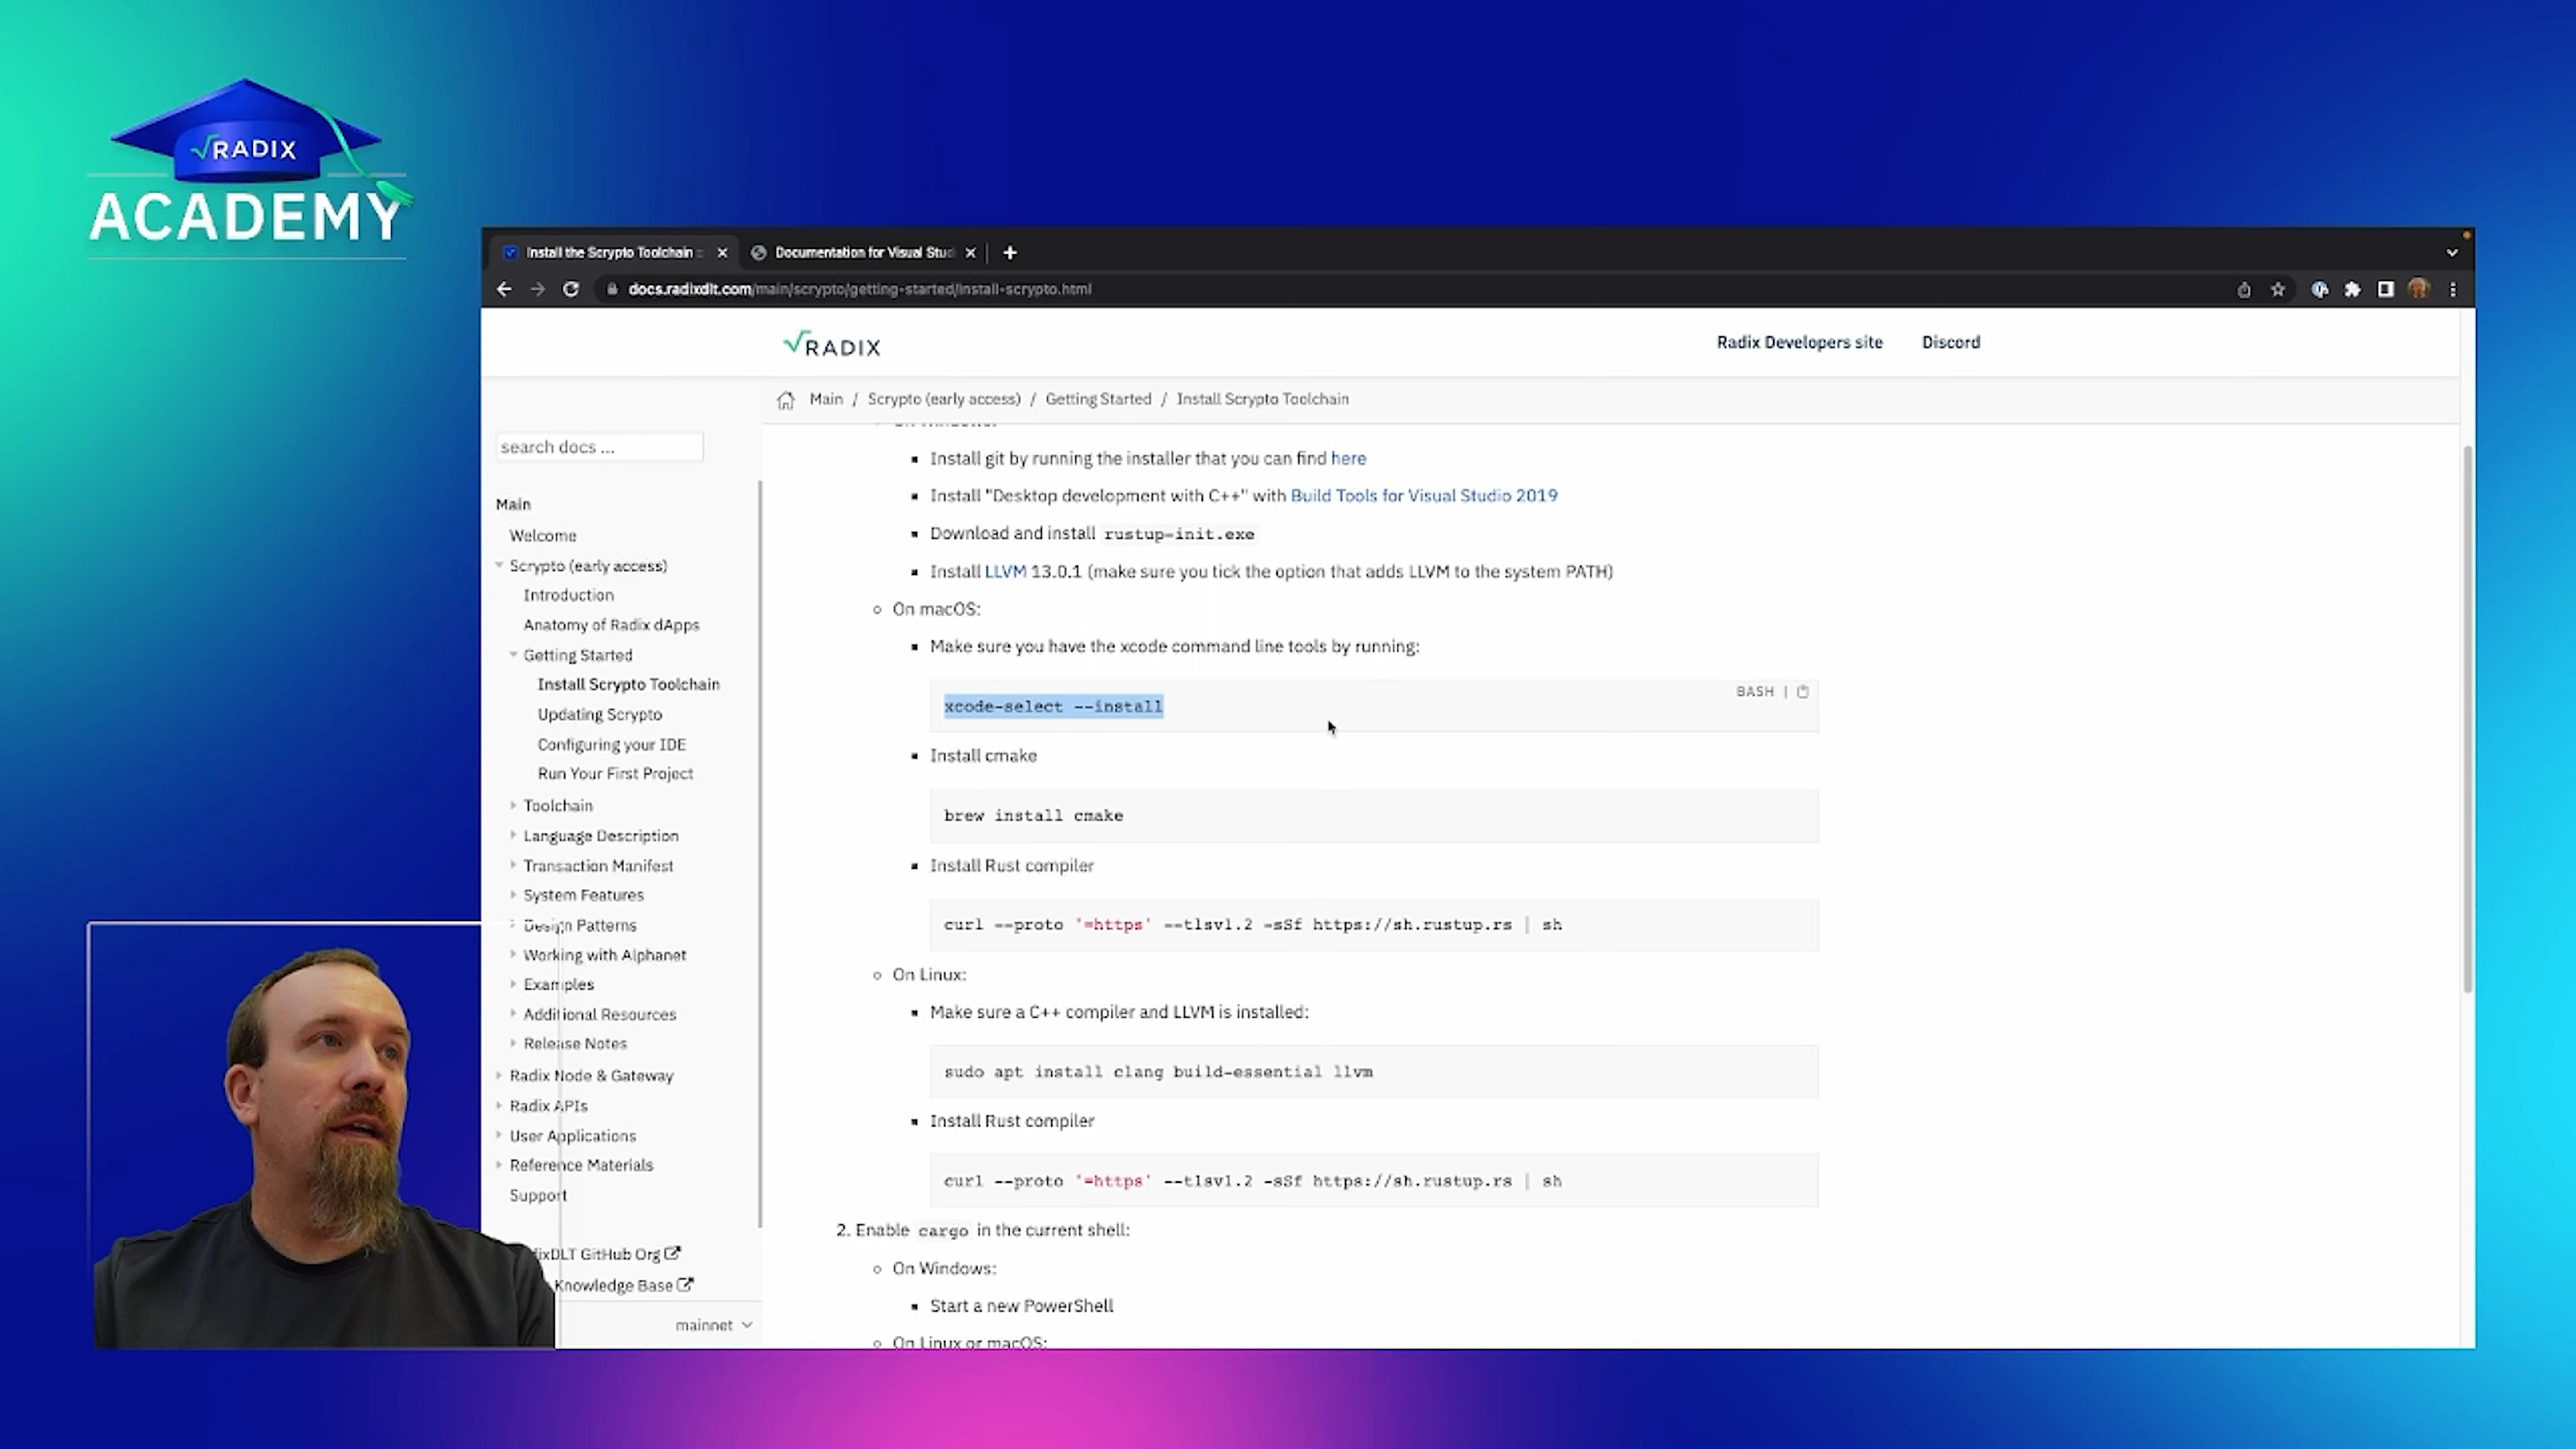 √RADIX
ACADEMY
Install the Scrypto Toolchain
Documentation for Visual Stud
docs.radixdlt.com/main/scrypto/getting-started/install-scrypto.html
√RADIX
Radix Developers site
Discord
Main / Scrypto (early access) / Getting Started / Install Scrypto Toolchain
search docs ...
Main
Welcome
Scrypto (early access)
Introduction
Anatomy of Radix dApps
Getting Started
Install Scrypto Toolchain
Updating Scrypto
Configuring your IDE
Run Your First Project
Toolchain
Language Description
Transaction Manifest
System Features
Design Patterns
Working with Alphanet
Examples
Additional Resources
Release Notes
Radix Node & Gateway
Radix APIs
User Applications
Reference Materials
Support
ixDLT GitHub Org
Knowledge Base
mainnet
Install git by running the installer that you can find here
Install "Desktop development with C++" with Build Tools for Visual Studio 2019
Download and install rustup-init.exe
Install LLVM 13.0.1 (make sure you tick the option that adds LLVM to the system PATH)
On macOS:
Make sure you have the xcode command line tools by running:
BASH |
xcode-select --install
Install cmake
brew install cmake
Install Rust compiler
curl --proto '=https' --tlsv1.2 -sSf https://sh.rustup.rs | sh
On Linux:
Make sure a C++ compiler and LLVM is installed:
sudo apt install clang build-essential llvm
Install Rust compiler
curl --proto '=https' --tlsv1.2 -sSf https://sh.rustup.rs | sh
2. Enable cargo in the current shell:
On Windows:
Start a new PowerShell
On Linux or macOS: